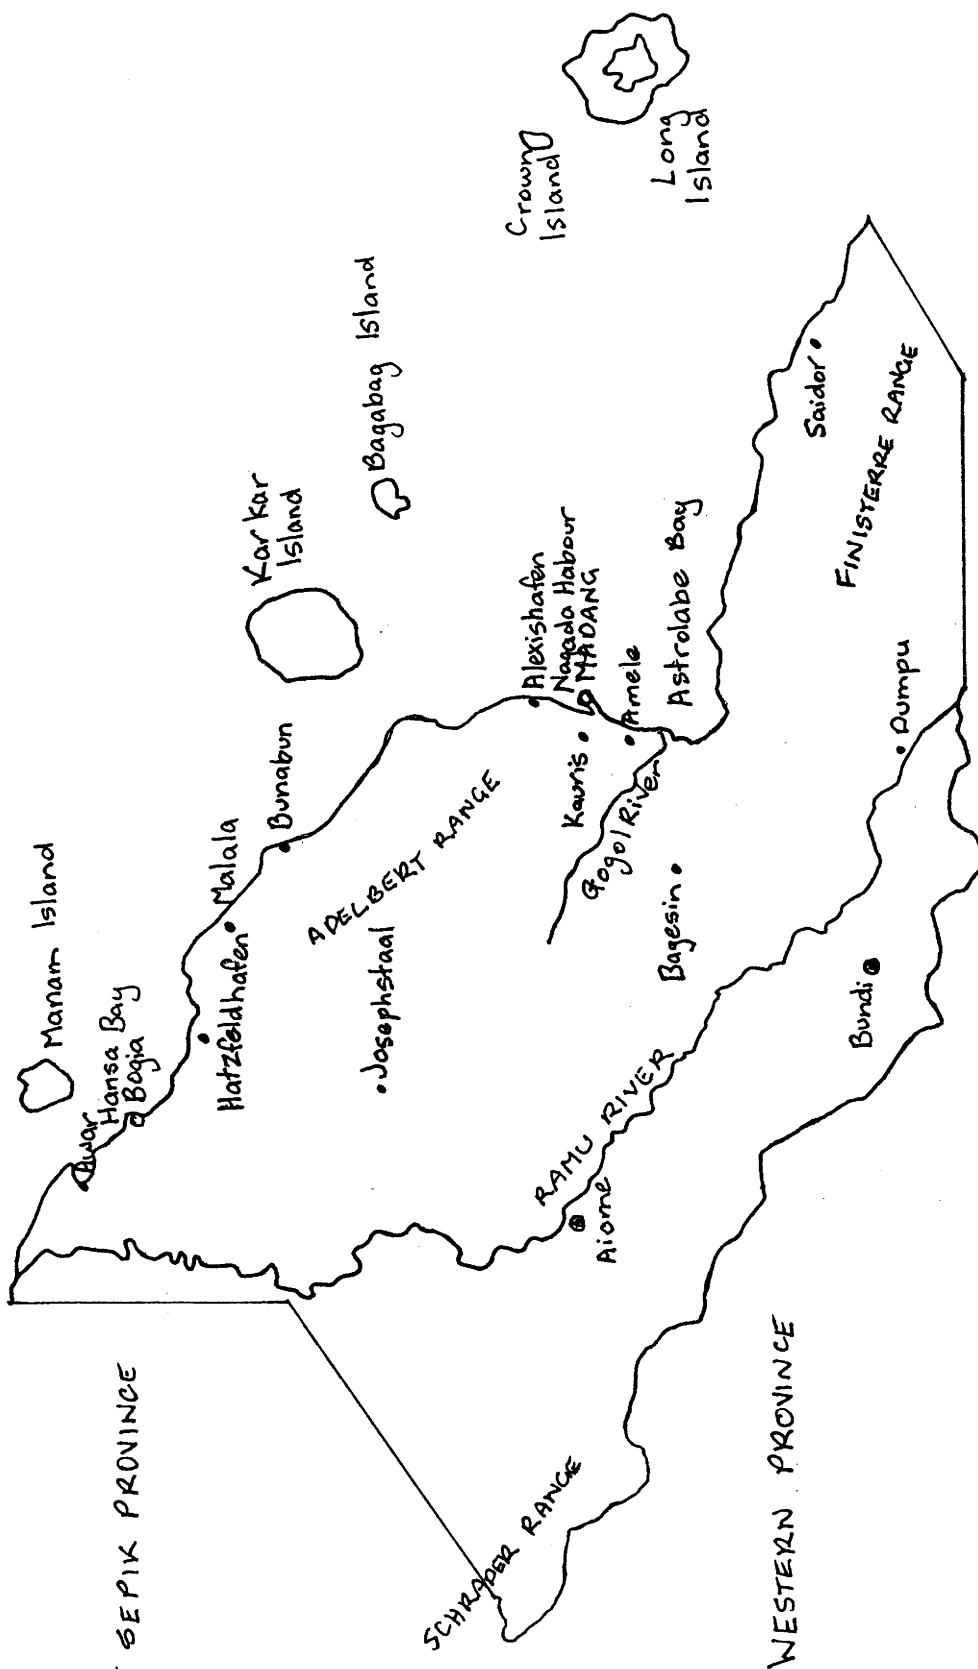 SEPIK PROVINCE
Manam Island
Awar
Hansa Bay
Bogia
Hatzfeldhafen
Malala
Bunabun
Kar Kar
Island
Bagabag Island
Crown
Island
Long
Island
ADELBERT RANGE
Josephstaal
Alexishafen
Nagada Habour
MADANG
Kauris
Amele
Astrolabe Bay
Gogol River
Bagesin
Saidor
FINISTERRE RANGE
Dumpu
RAMU RIVER
Aiome
Bundi
SCHRADER RANGE
WESTERN PROVINCE